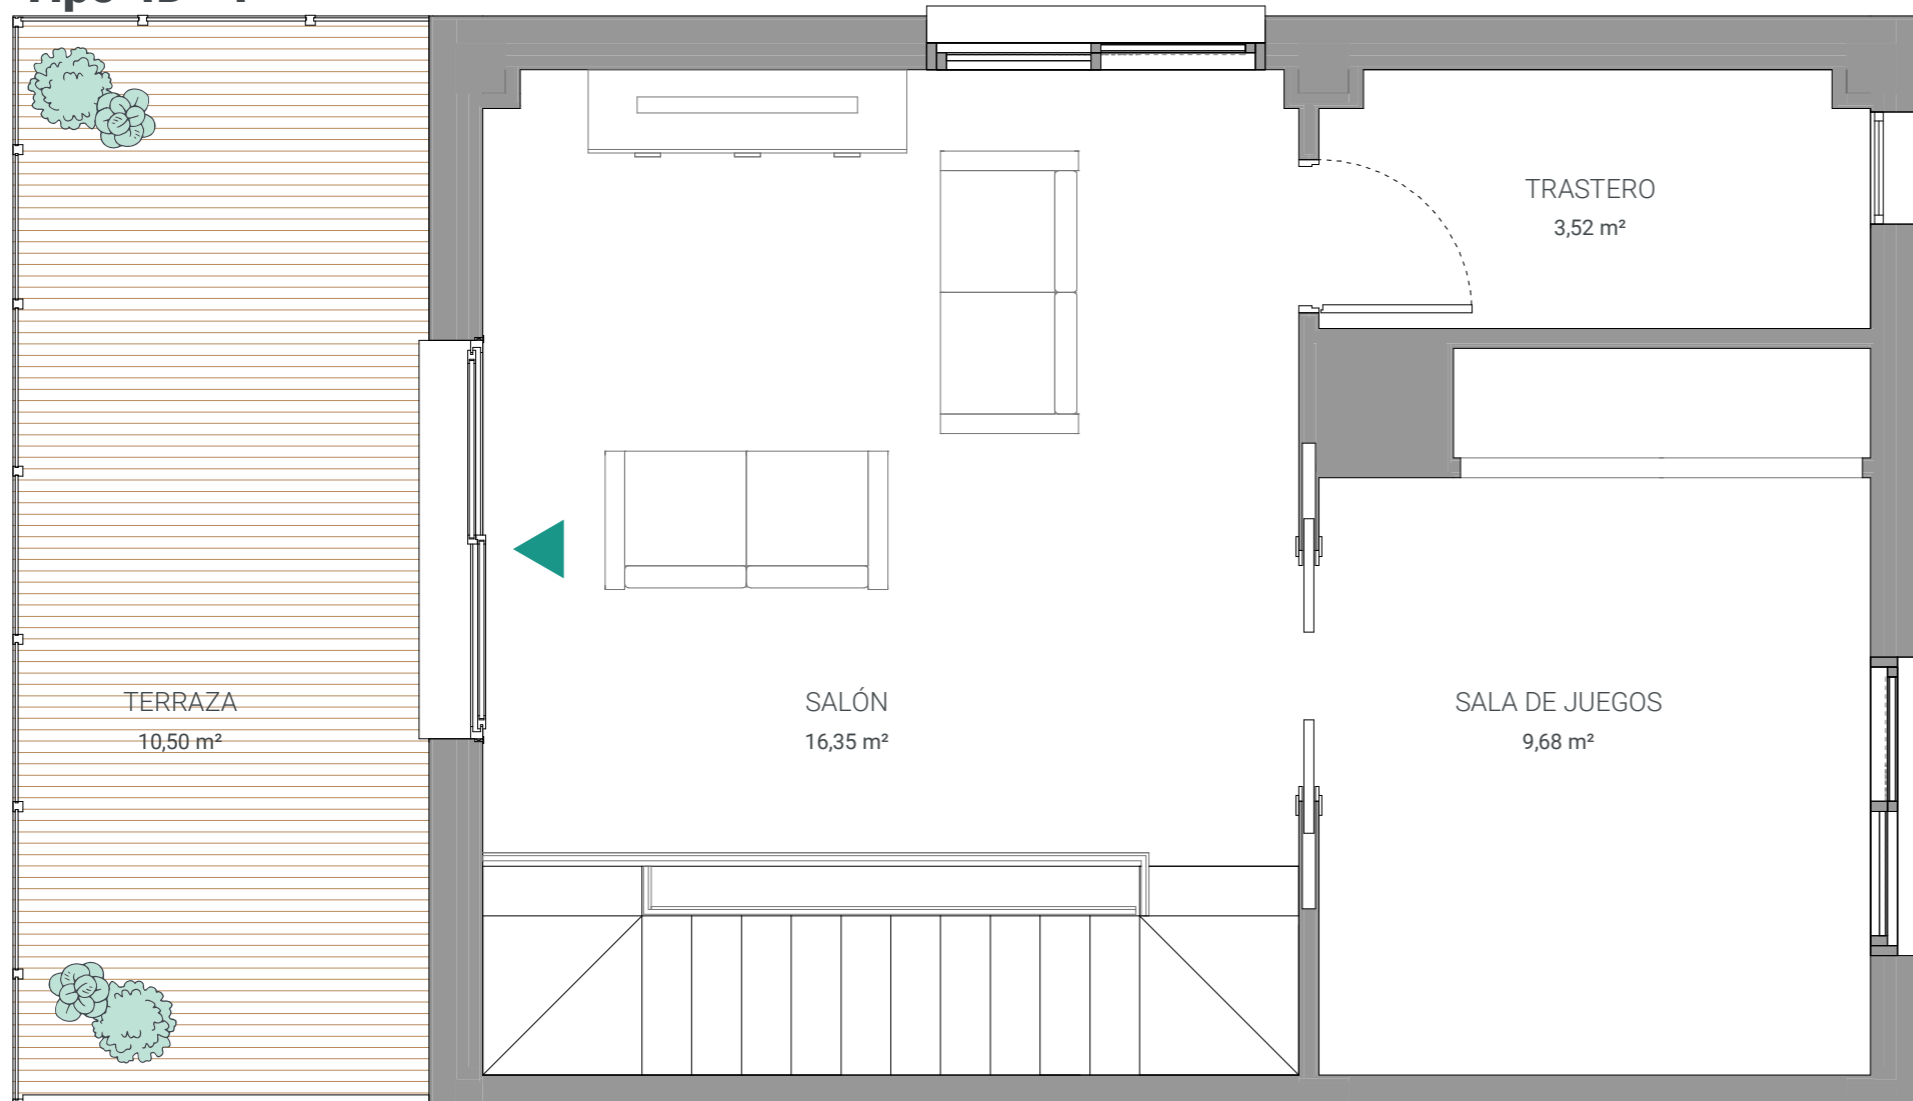 TRASTERO
3,52 m²
TERRAZA
10,50 m²
SALÓN
16,35 m²
SALA DE JUEGOS
9,68 m²